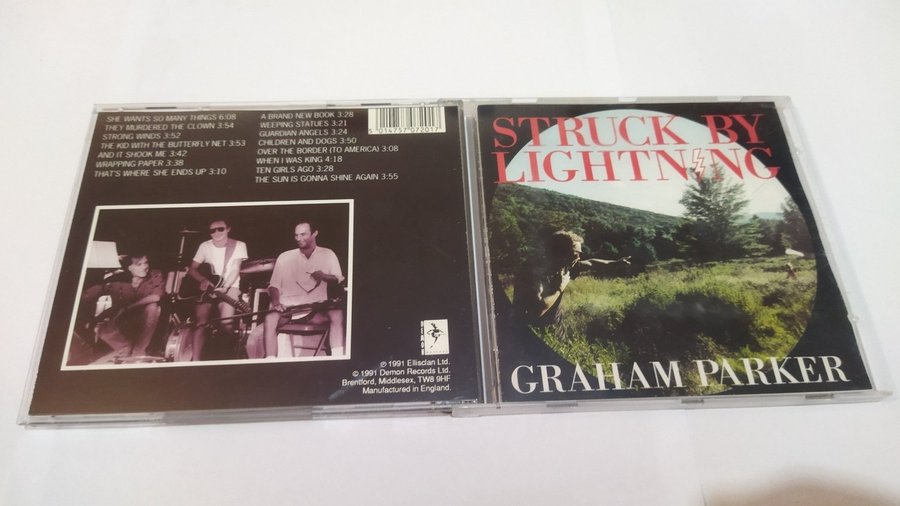 SHE WANTS SO MANY THINGS 6:08
THEY MURDERED THE CLOWN 3:54
STRONG WINDS 3:52
THE KID WITH THE BUTTERFLY NET 3:53
AND IT SHOOK ME 3:42
WRAPPING PAPER 3:38
THAT'S WHERE SHE ENDS UP 3:10
A BRAND NEW BOOK 3:28
WEEPING STATUES 3:21
GUARDIAN ANGELS 3:24
CHILDREN AND DOGS 3:50
OVER THE BORDER (TO AMERICA) 3:08
WHEN I WAS KING 4:18
TEN GIRLS AGO 3:28
THE SUN IS GONNA SHINE AGAIN 3:55
5 014757 072017
℗ 1991 Ellisclan Ltd.
© 1991 Demon Records Ltd.
Brentford, Middlesex, TW8 9HF
Manufactured in England.
STRUCK BY
LIGHTNING
GRAHAM PARKER